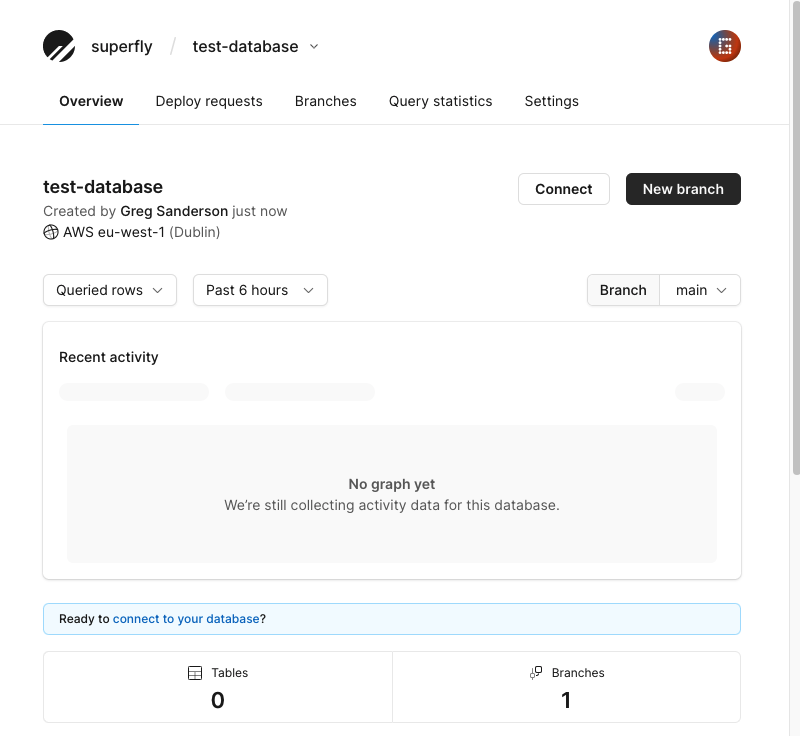 superfly / test-database
Overview Deploy requests Branches Query statistics Settings
test-database
Connect New branch
Created by Greg Sanderson just now
AWS eu-west-1 (Dublin)
Queried rows Past 6 hours Branch main
Recent activity
No graph yet
We’re still collecting activity data for this database.
Ready to connect to your database?
Tables Branches
0 1